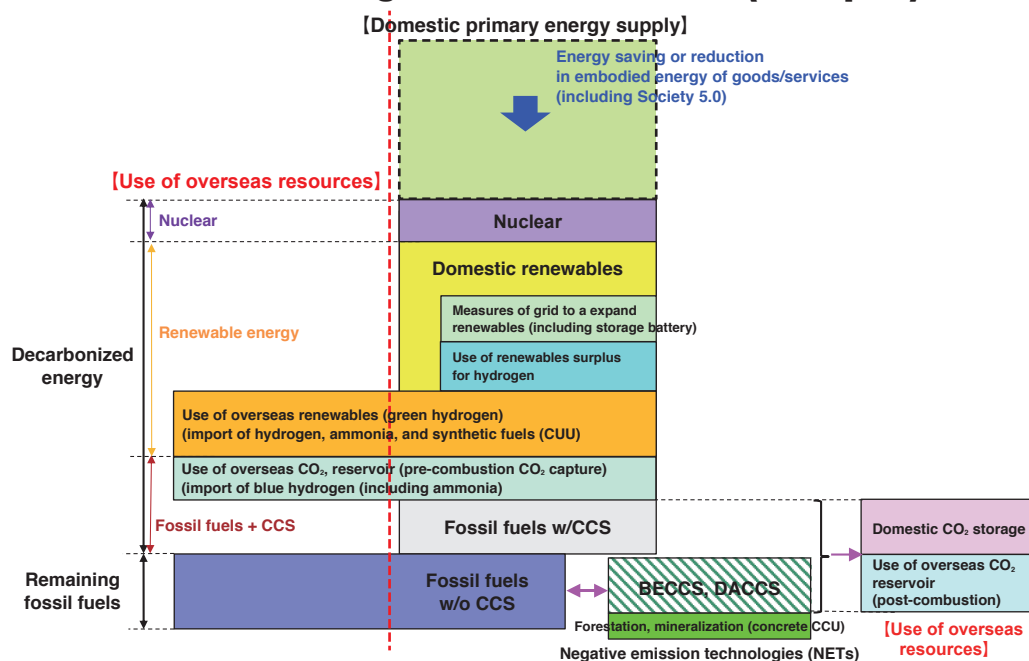 【Domestic primary energy supply】
Energy saving or reduction
in embodied energy of goods/services
(including Society 5.0)
【Use of overseas resources】
Nuclear
Nuclear
Domestic renewables
Measures of grid to a expand
renewables (including storage battery)
Renewable energy
Use of renewables surplus
for hydrogen
Decarbonized
energy
Use of overseas renewables (green hydrogen)
(import of hydrogen, ammonia, and synthetic fuels (CUU)
Use of overseas CO₂, reservoir (pre-combustion CO₂ capture)
(import of blue hydrogen (including ammonia)
Fossil fuels + CCS
Fossil fuels w/CCS
Domestic CO₂ storage
Remaining
fossil fuels
Fossil fuels
w/o CCS
BECCS, DACCS
Use of overseas CO₂
reservoir
(post-combustion)
Forestation, mineralization (concrete CCU)
【Use of overseas
resources】
Negative emission technologies (NETs)